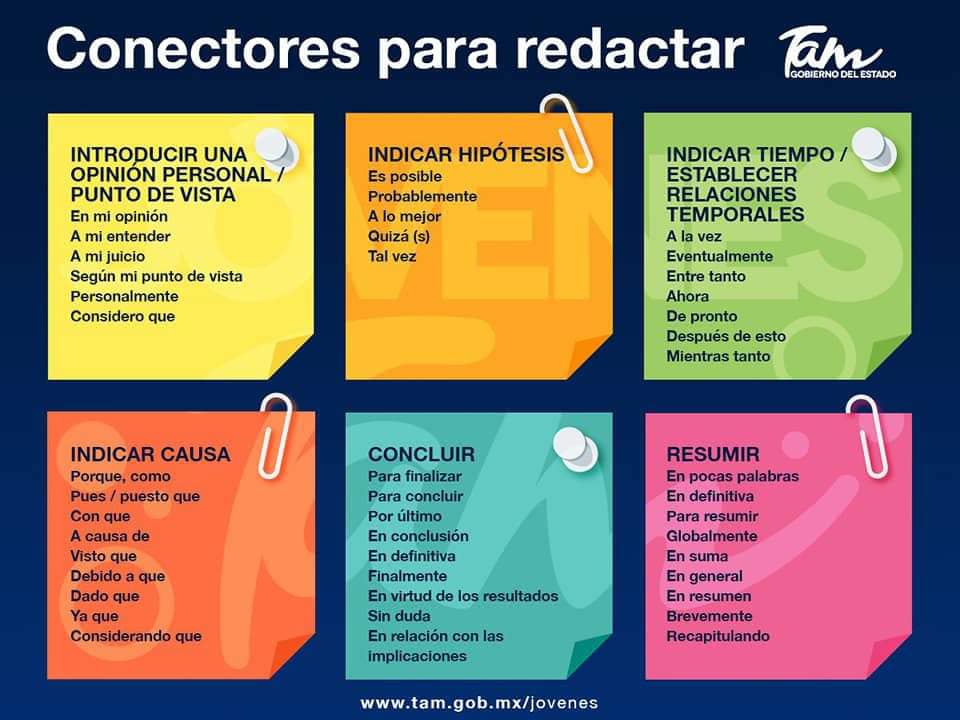 Conectores para redactar
Tam
GOBIERNO DEL ESTADO
INTRODUCIR UNA
OPINIÓN PERSONAL /
PUNTO DE VISTA
En mi opinión
A mi entender
A mi juicio
Según mi punto de vista
Personalmente
Considero que
INDICAR HIPÓTESIS
Es posible
Probablemente
A lo mejor
Quizá (s)
Tal vez
INDICAR TIEMPO /
ESTABLECER
RELACIONES
TEMPORALES
A la vez
Eventualmente
Entre tanto
Ahora
De pronto
Después de esto
Mientras tanto
INDICAR CAUSA
Porque, como
Pues / puesto que
Con que
A causa de
Visto que
Debido a que
Dado que
Ya que
Considerando que
CONCLUIR
Para finalizar
Para concluir
Por último
En conclusión
En definitiva
Finalmente
En virtud de los resultados
Sin duda
En relación con las
implicaciones
RESUMIR
En pocas palabras
En definitiva
Para resumir
Globalmente
En suma
En general
En resumen
Brevemente
Recapitulando
www.tam.gob.mx/jovenes